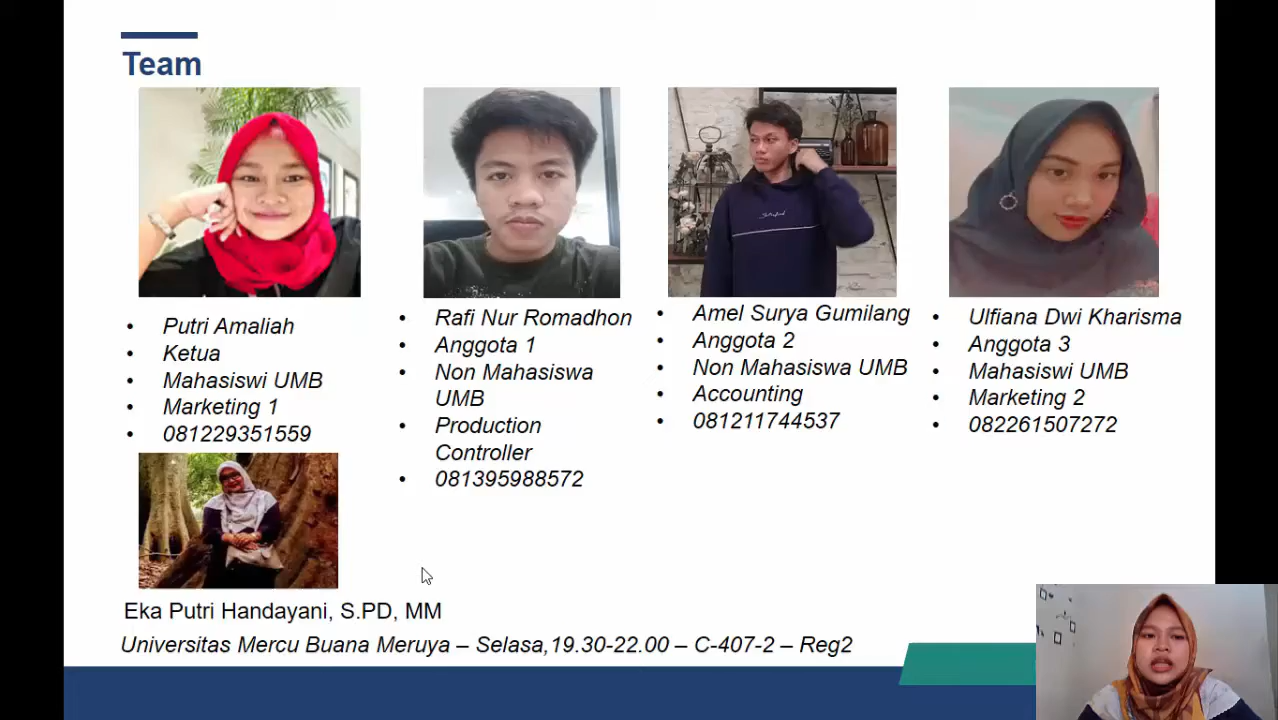 Team
• Putri Amaliah
• Ketua
• Mahasiswi UMB
• Marketing 1
• 081229351559
• Rafi Nur Romadhon
• Anggota 1
• Non Mahasiswa
UMB
• Production
Controller
• 081395988572
• Amel Surya Gumilang
• Anggota 2
• Non Mahasiswa UMB
• Accounting
• 081211744537
• Ulfiana Dwi Kharisma
• Anggota 3
• Mahasiswi UMB
• Marketing 2
• 082261507272
Eka Putri Handayani, S.PD, MM
Universitas Mercu Buana Meruya – Selasa,19.30-22.00 – C-407-2 – Reg2